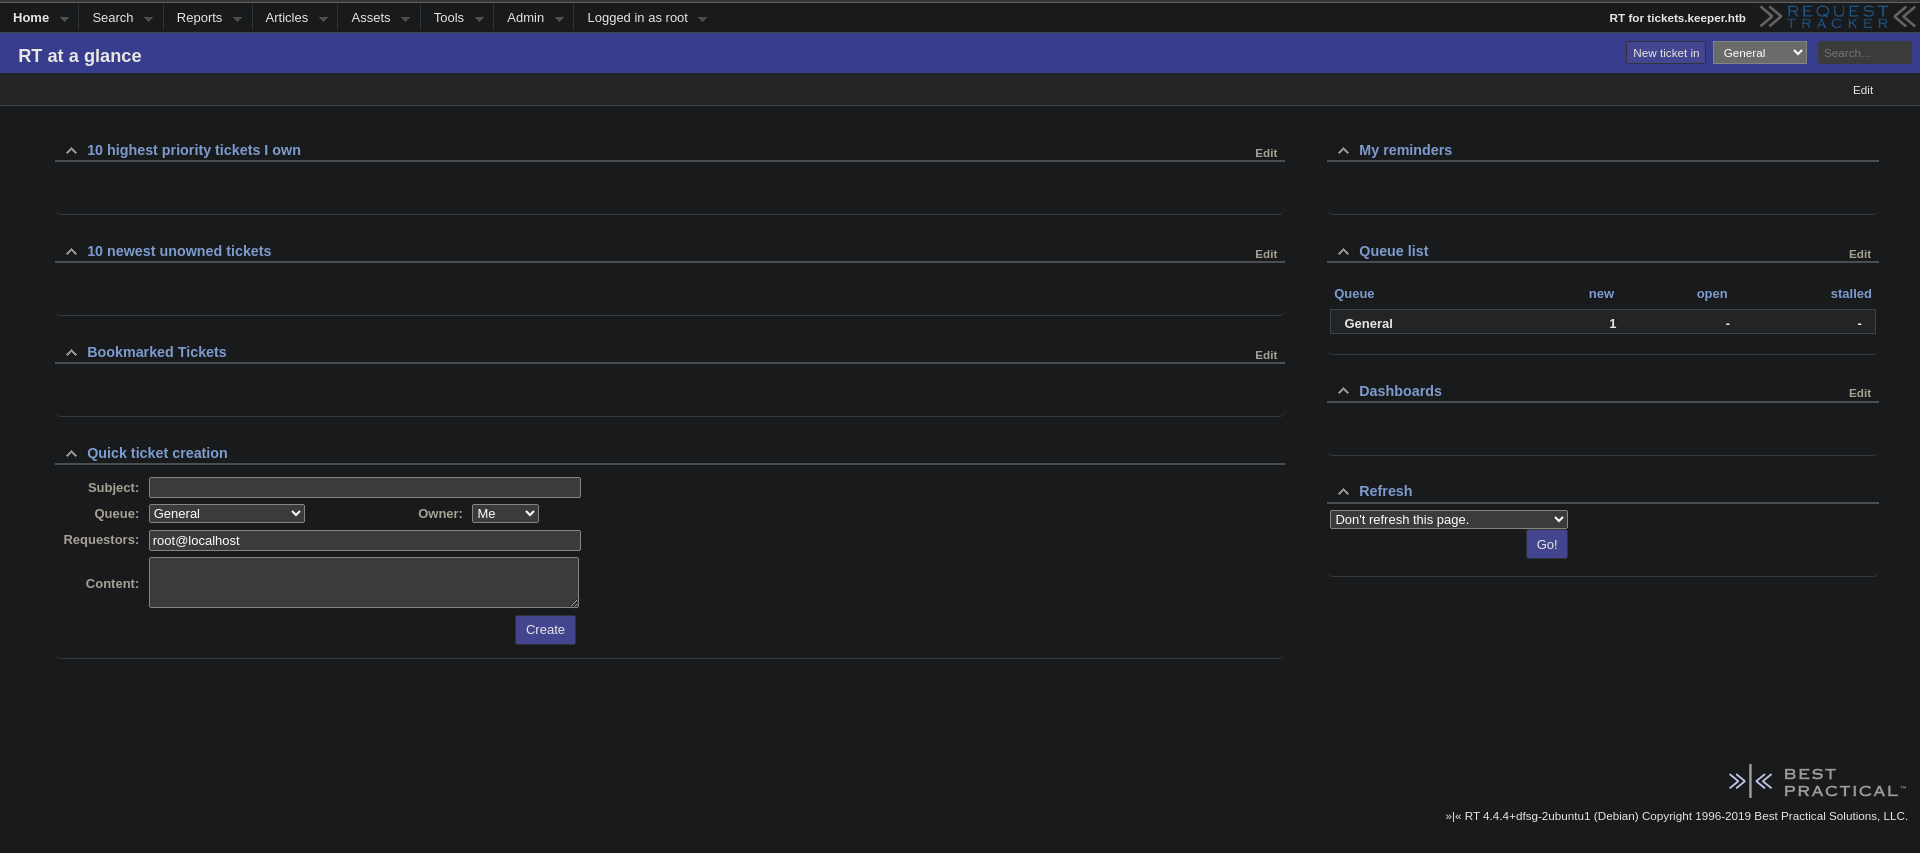 Home Search Reports Articles Assets Tools Admin Logged in as root RT for tickets.keeper.htb REQUEST TRACKER
RT at a glance New ticket in General Search...
Edit
10 highest priority tickets I own Edit
My reminders
10 newest unowned tickets Edit
Queue list Edit
Queue new open stalled
General 1 - -
Bookmarked Tickets Edit
Dashboards Edit
Quick ticket creation
Subject:
Queue: General Owner: Me
Requestors: root@localhost
Content:
Create
Refresh
Don't refresh this page.
Go!
BEST
PRACTICAL™
»|« RT 4.4.4+dfsg-2ubuntu1 (Debian) Copyright 1996-2019 Best Practical Solutions, LLC.